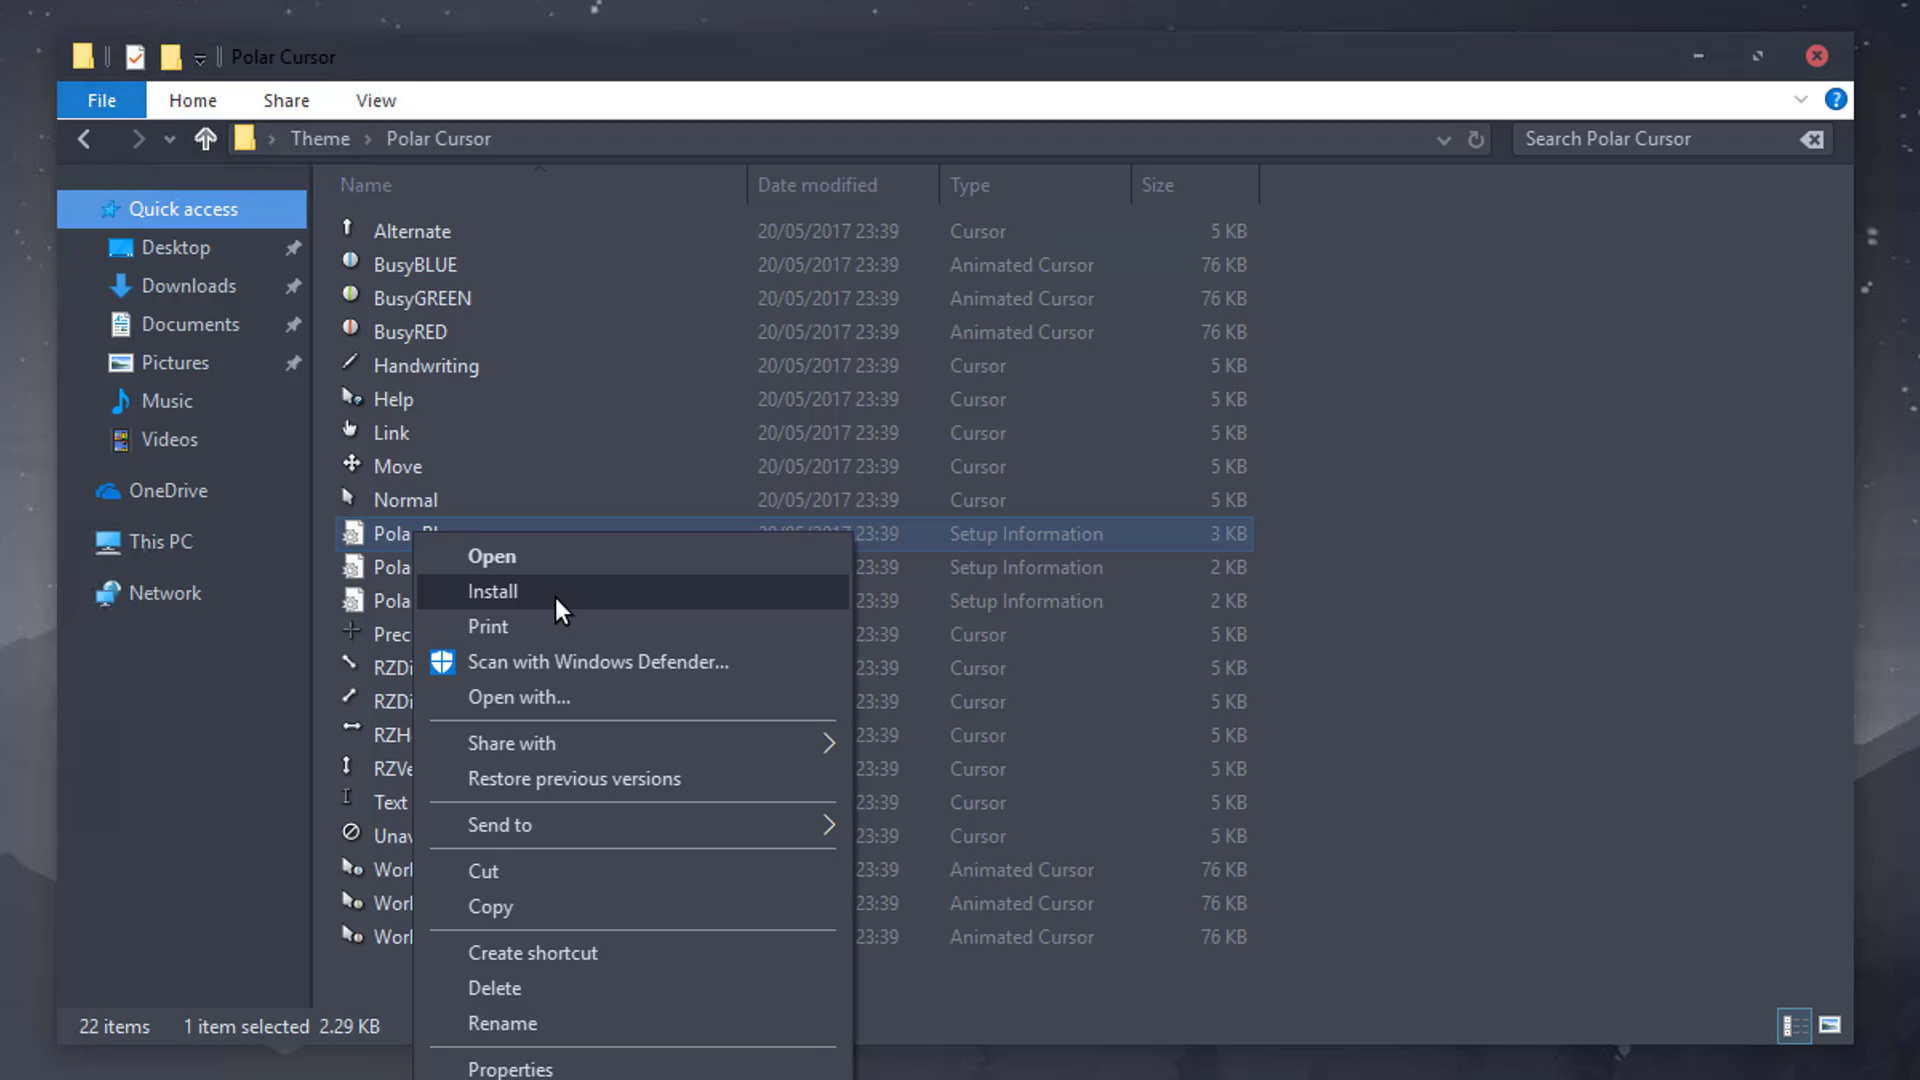 Polar Cursor
File Home Share View
Theme Polar Cursor
Search Polar Cursor
Name Date modified Type Size
Quick access
Desktop
Downloads
Documents
Pictures
Music
Videos
OneDrive
This PC
Network
Alternate 20/05/2017 23:39 Cursor 5 KB
BusyBLUE 20/05/2017 23:39 Animated Cursor 76 KB
BusyGREEN 20/05/2017 23:39 Animated Cursor 76 KB
BusyRED 20/05/2017 23:39 Animated Cursor 76 KB
Handwriting 20/05/2017 23:39 Cursor 5 KB
Help 20/05/2017 23:39 Cursor 5 KB
Link 20/05/2017 23:39 Cursor 5 KB
Move 20/05/2017 23:39 Cursor 5 KB
Normal 20/05/2017 23:39 Cursor 5 KB
Setup Information 3 KB
Pola Setup Information 2 KB
Pola Setup Information 2 KB
Prec 23:39 Cursor 5 KB
RZDi 23:39 Cursor 5 KB
RZDi 23:39 Cursor 5 KB
RZH 23:39 Cursor 5 KB
RZVe 23:39 Cursor 5 KB
Text 23:39 Cursor 5 KB
Unav 23:39 Cursor 5 KB
Worl 23:39 Animated Cursor 76 KB
Worl 23:39 Animated Cursor 76 KB
Worl 23:39 Animated Cursor 76 KB
Open
Install
Print
Scan with Windows Defender...
Open with...
Share with
Restore previous versions
Send to
Cut
Copy
Create shortcut
Delete
Rename
Properties
22 items 1 item selected 2.29 KB